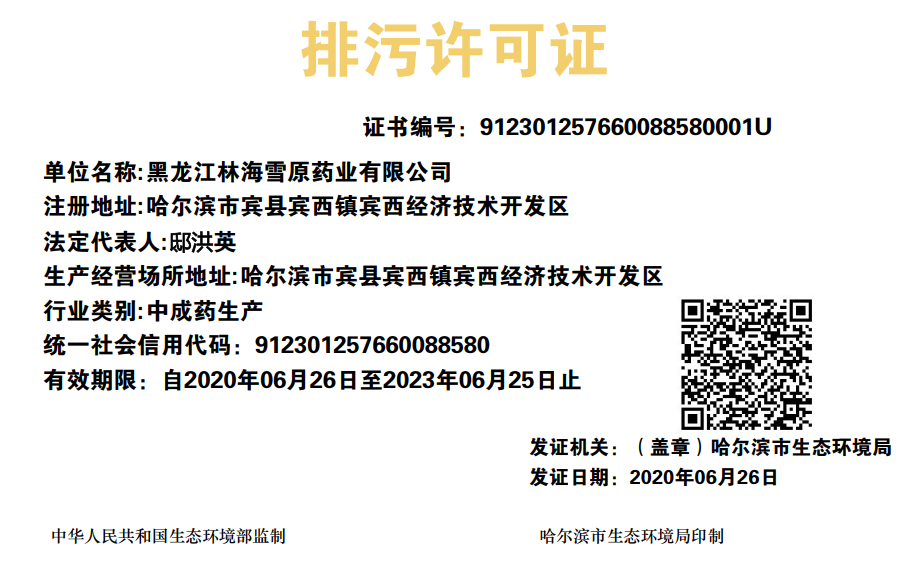 排污许可证
证书编号：912301257660088580001U
单位名称:黑龙江林海雪原药业有限公司
注册地址:哈尔滨市宾县宾西镇宾西经济技术开发区
法定代表人:邸洪英
生产经营场所地址:哈尔滨市宾县宾西镇宾西经济技术开发区
行业类别:中成药生产
统一社会信用代码：912301257660088580
有效期限：自2020年06月26日至2023年06月25日止
发证机关：（盖章）哈尔滨市生态环境局
发证日期：2020年06月26日
中华人民共和国生态环境部监制
哈尔滨市生态环境局印制